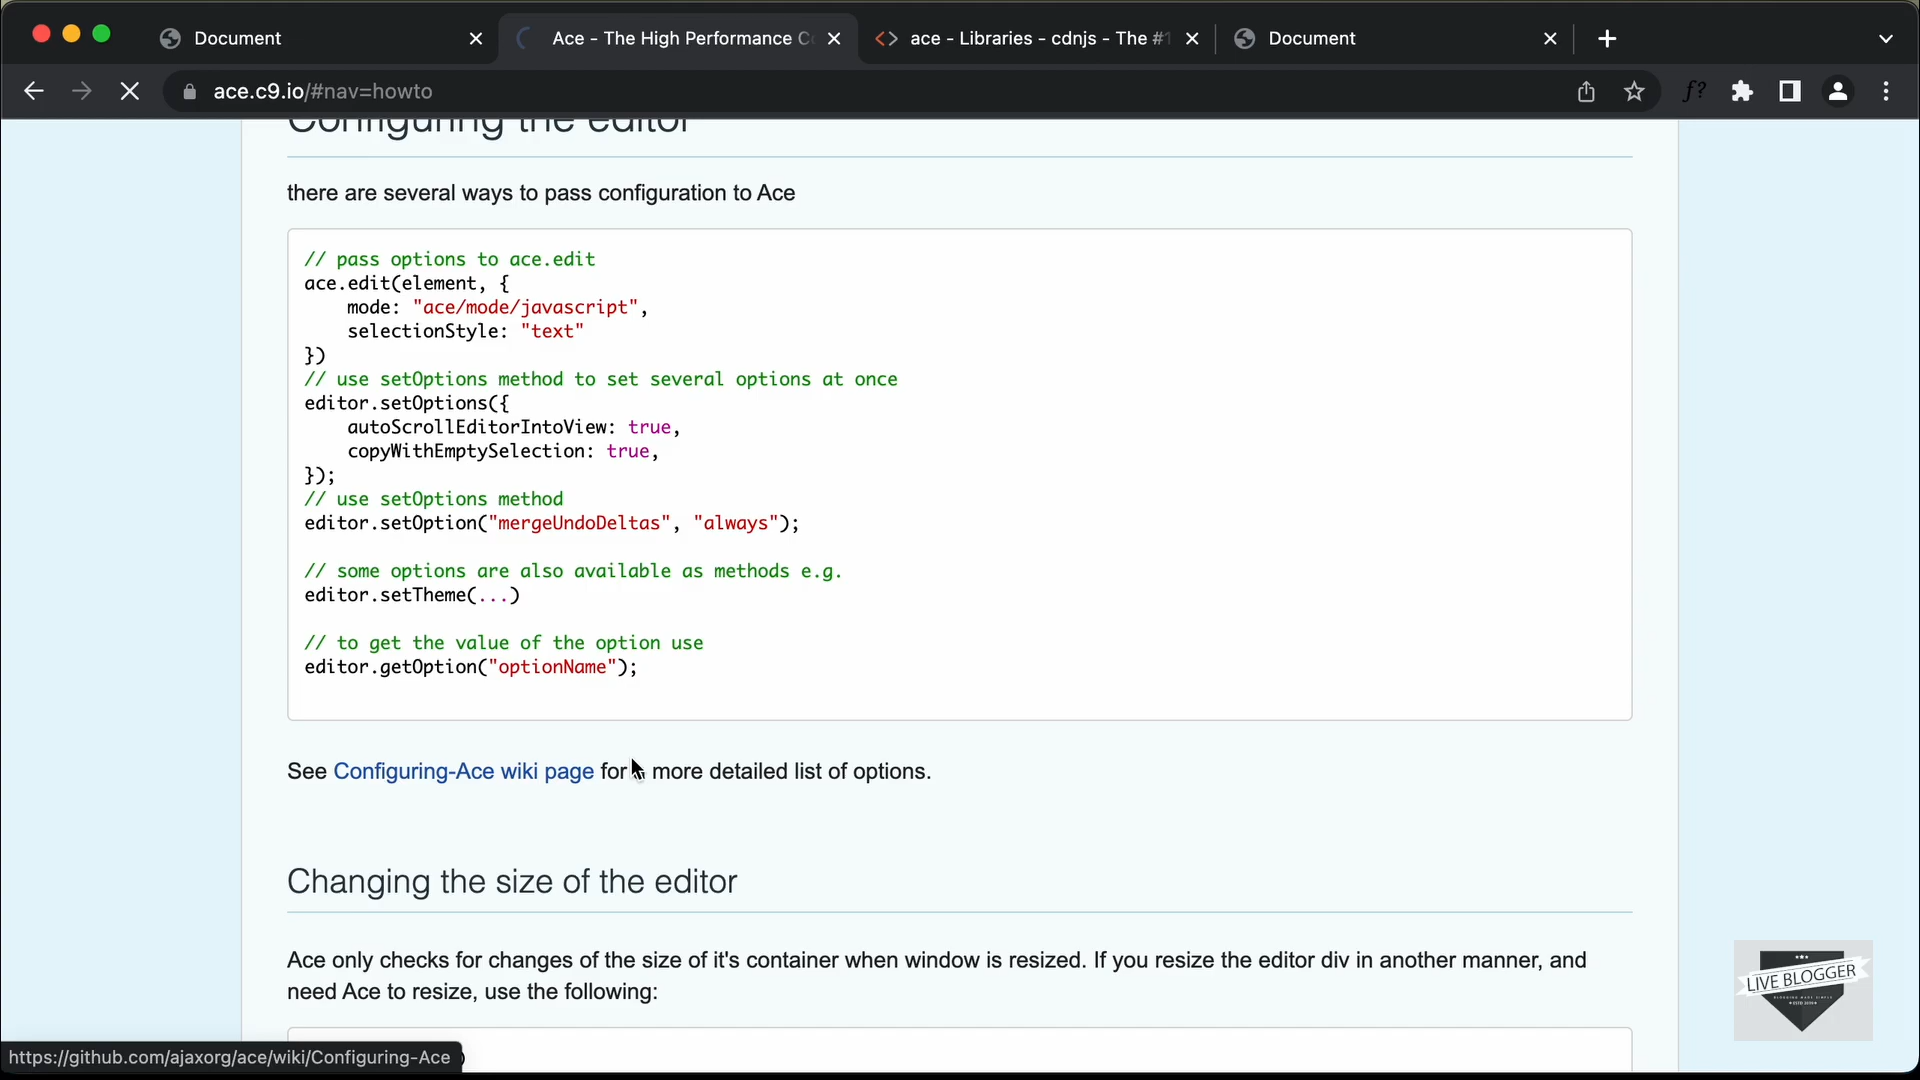 Document
Ace - The High Performance C
ace - Libraries - cdnjs - The #1
Document
ace.c9.io/#nav=howto
f?
Configuring the editor
there are several ways to pass configuration to Ace
// pass options to ace.edit
ace.edit(element, {
mode: "ace/mode/javascript",
selectionStyle: "text"
})
// use setOptions method to set several options at once
editor.setOptions({
autoScrollEditorIntoView: true,
copyWithEmptySelection: true,
});
// use setOptions method
editor.setOption("mergeUndoDeltas", "always");
// some options are also available as methods e.g.
editor.setTheme(...)
// to get the value of the option use
editor.getOption("optionName");
See Configuring-Ace wiki page for more detailed list of options.
Changing the size of the editor
Ace only checks for changes of the size of it's container when window is resized. If you resize the editor div in another manner, and
need Ace to resize, use the following:
LIVE BLOGGER
BLOGGING MADE SIMPLE
https://github.com/ajaxorg/ace/wiki/Configuring-Ace